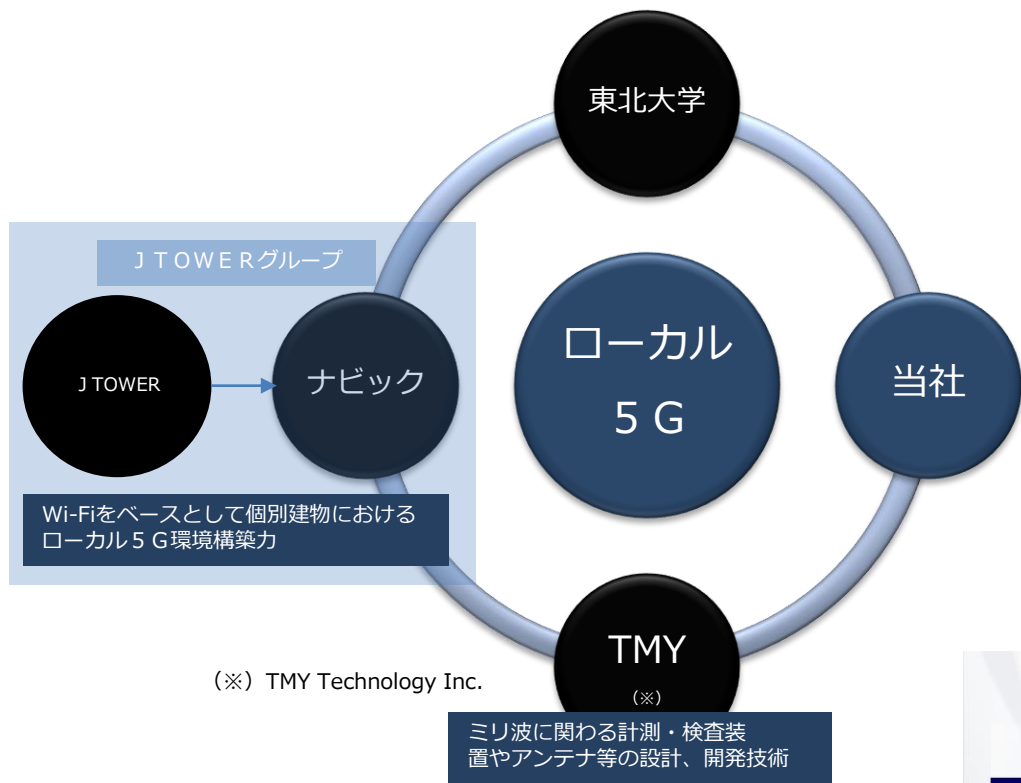 東北大学
ＪＴＯＷＥＲグループ
J TOWER
ナビック
ローカル
５Ｇ
当社
Wi-Fiをベースとして個別建物における
ローカル５Ｇ環境構築力
TMY
（※）
（※）TMY Technology Inc.
ミリ波に関わる計測・検査装
置やアンテナ等の設計、開発技術